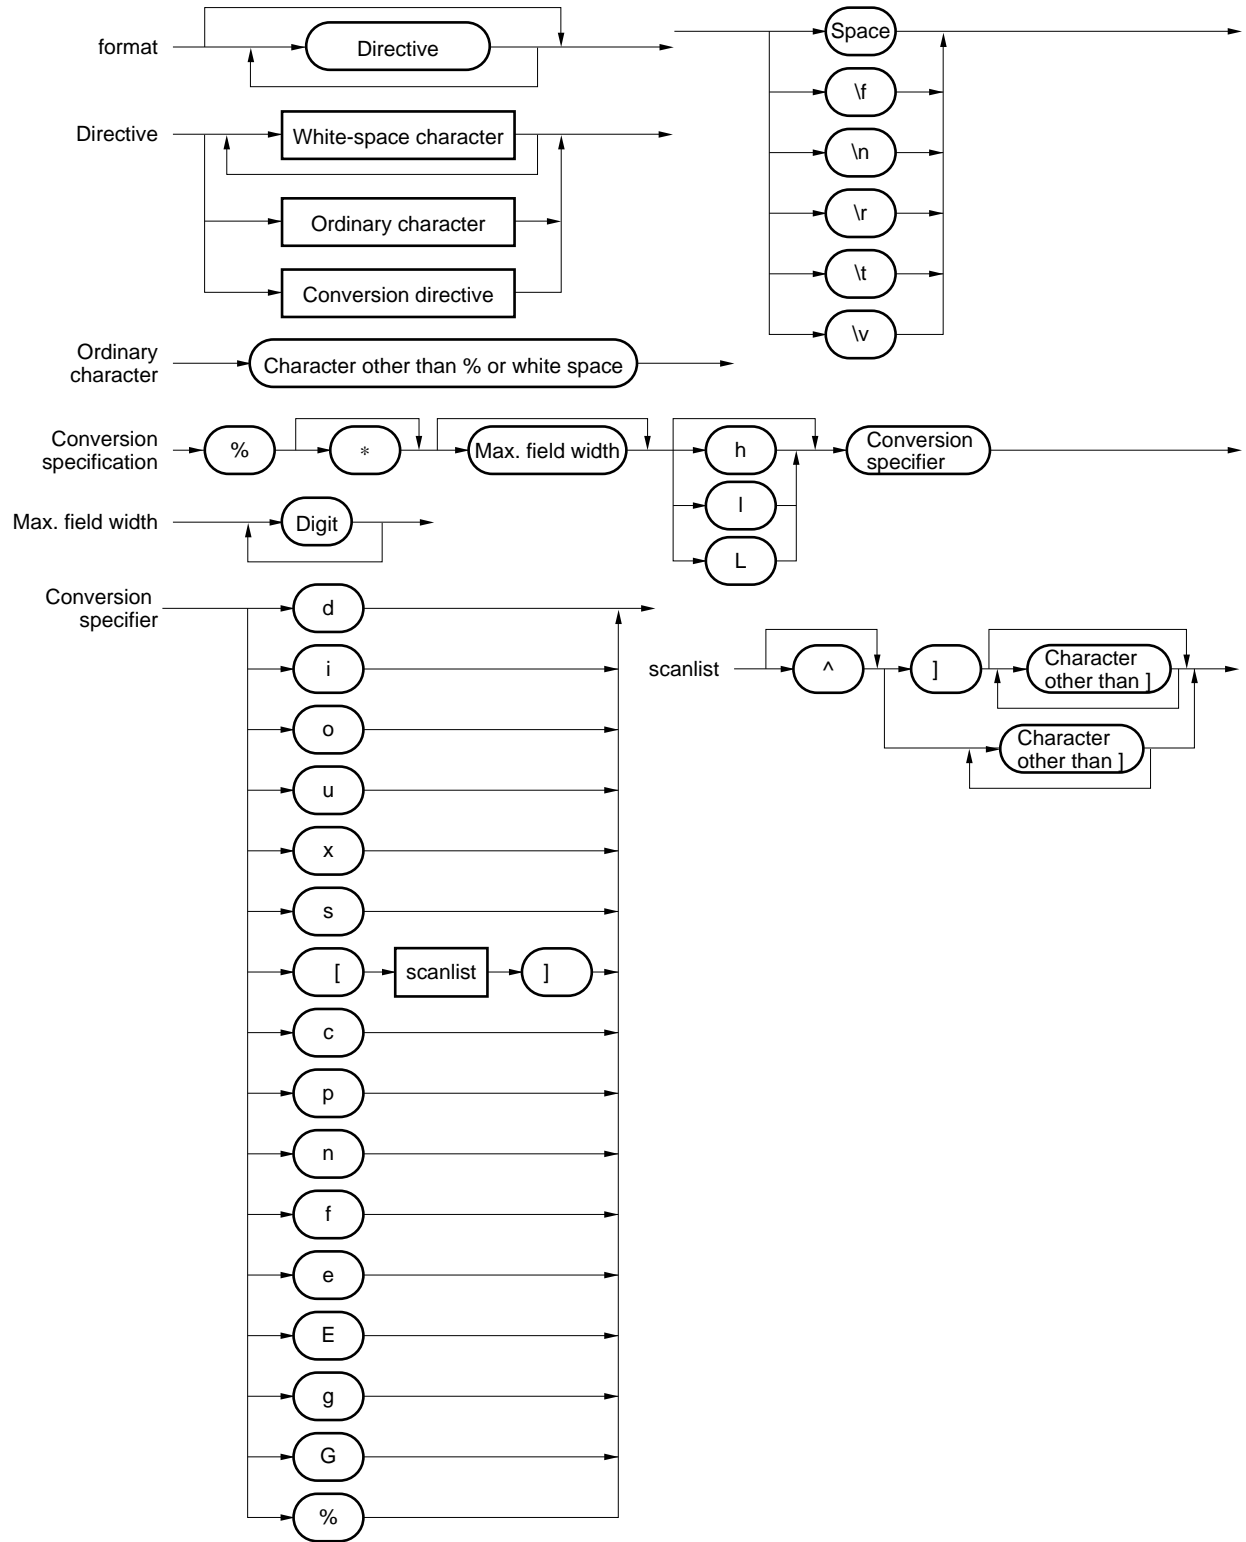 format
Directive
Space
\f
\n
\r
\t
\v
Directive
White-space character
Ordinary character
Conversion directive
Ordinary
character
Character other than % or white space
Conversion
specification
%
*
Max. field width
h
l
L
Conversion
specifier
Max. field width
Digit
Conversion
specifier
d
i
o
u
x
s
[
scanlist
]
c
p
n
f
e
E
g
G
%
scanlist
^
]
Character
other than ]
Character
other than ]